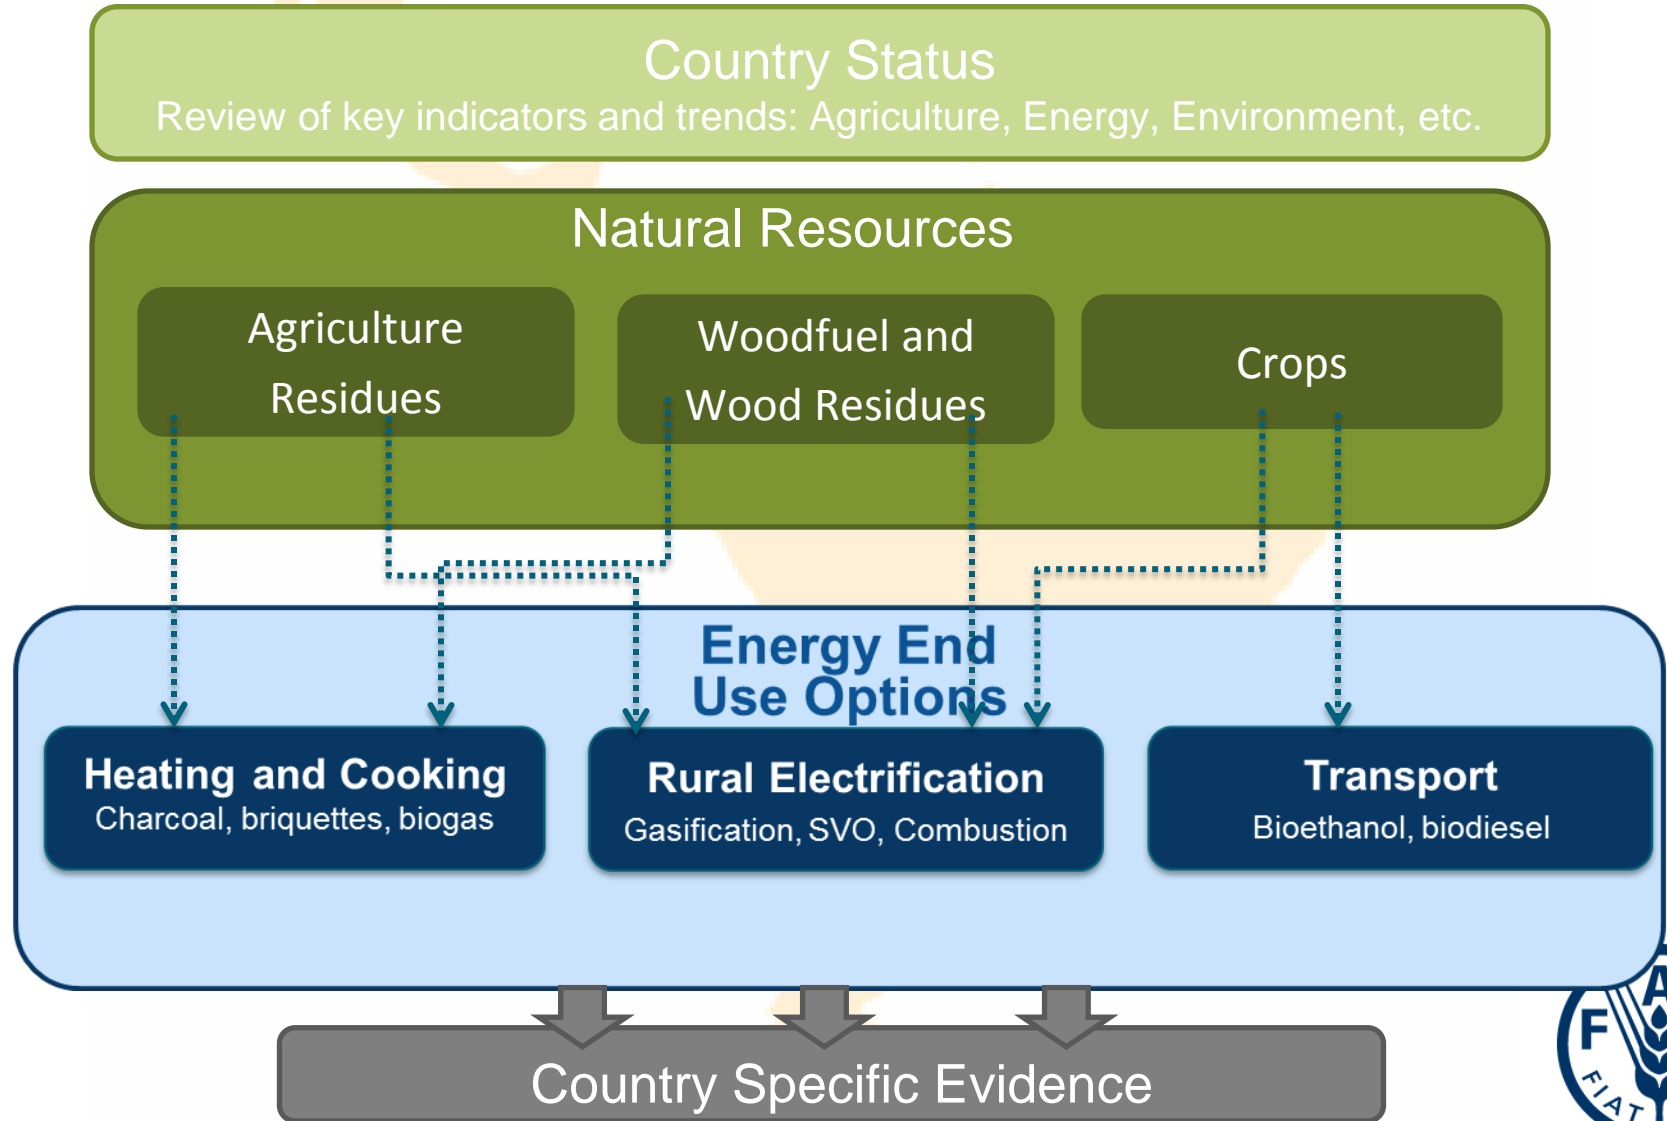 Country Status
Review of key indicators and trends: Agriculture, Energy, Environment, etc.
Natural Resources
Agriculture
Residues
Woodfuel and
Wood Residues
Crops
Energy End
Use Options
Heating and Cooking
Charcoal, briquettes, biogas
Rural Electrification
Gasification, SVO, Combustion
Transport
Bioethanol, biodiesel
Country Specific Evidence
F A
FIAT